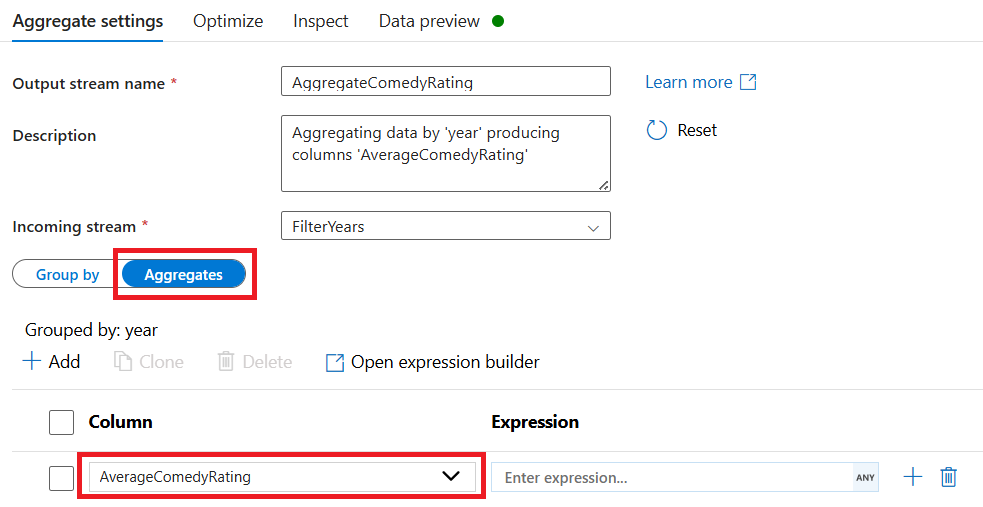 Aggregate settings Optimize Inspect Data preview
Output stream name * AggregateComedyRating Learn more
Description Aggregating data by 'year' producing Reset
columns 'AverageComedyRating'
Incoming stream * FilterYears
Group by Aggregates
Grouped by: year
Add Clone Delete Open expression builder
Column Expression
AverageComedyRating Enter expression... ANY